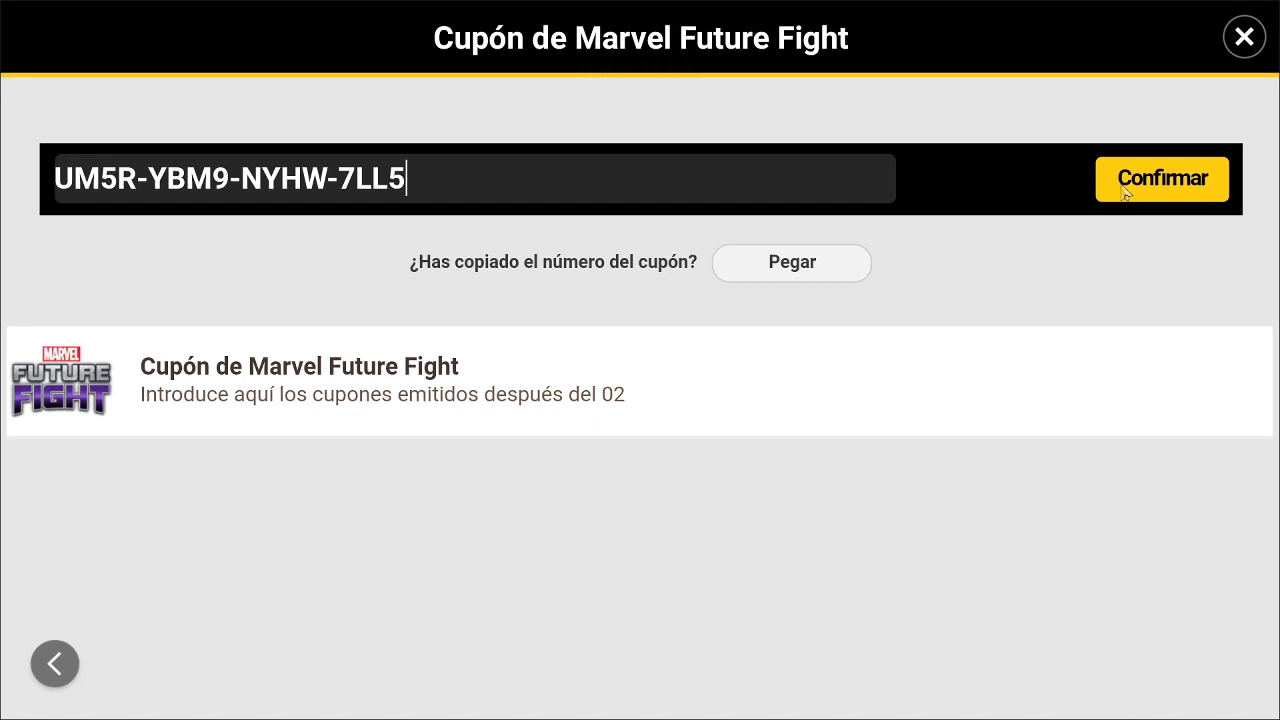 Cupón de Marvel Future Fight
UM5R-YBM9-NYHW-7LL5
Confirmar
¿Has copiado el número del cupón?
Pegar
MARVEL
FUTURE
FIGHT
Cupón de Marvel Future Fight
Introduce aquí los cupones emitidos después del 02